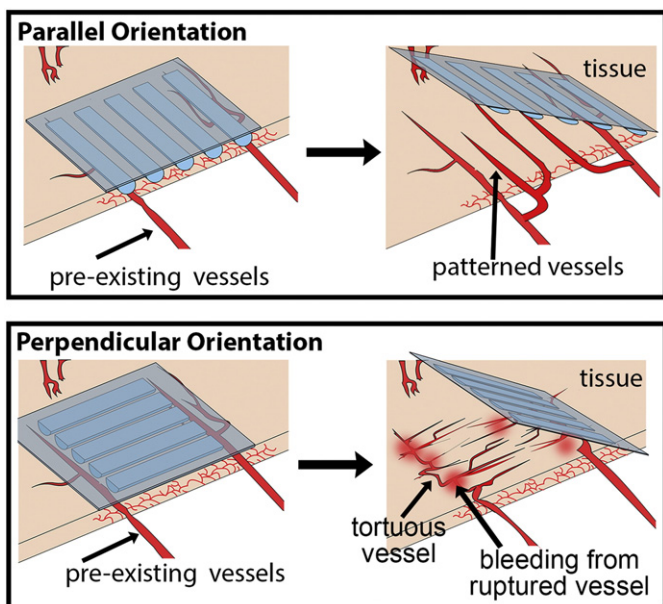 Parallel Orientation
tissue
pre-existing vessels
patterned vessels
Perpendicular Orientation
tissue
pre-existing vessels
tortuous
vessel
bleeding from
ruptured vessel